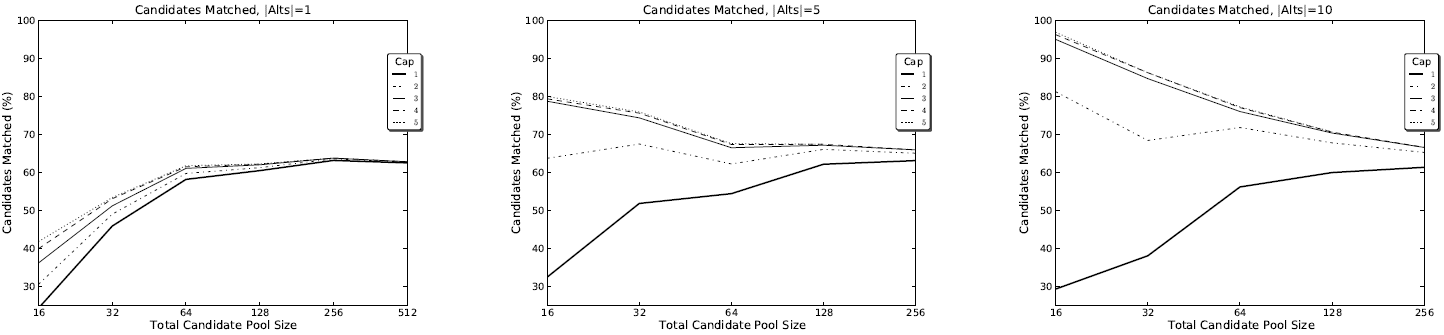 Candidates Matched, |Alts|=1
100
90
80
70
60
50
40
30
Candidates Matched (%)
16 32 64 128 256 512
Total Candidate Pool Size
Cap
1
2
3
4
5
Candidates Matched, |Alts|=5
100
90
80
70
60
50
40
30
Candidates Matched (%)
16 32 64 128 256
Total Candidate Pool Size
Cap
1
2
3
4
5
Candidates Matched, |Alts|=10
100
90
80
70
60
50
40
30
Candidates Matched (%)
16 32 64 128 256
Total Candidate Pool Size
Cap
1
2
3
4
5